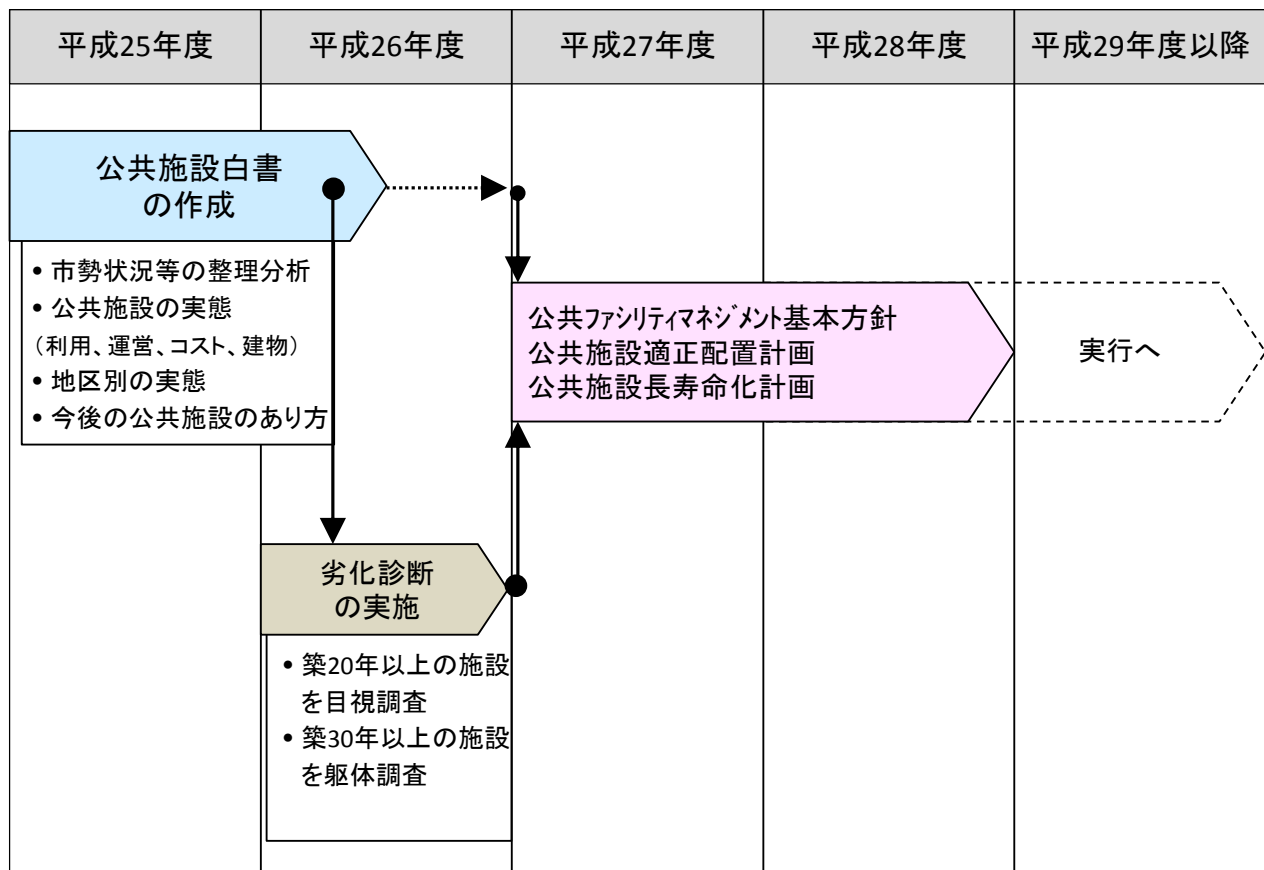 平成25年度
平成26年度
平成27年度
平成28年度
平成29年度以降
公共施設白書
の作成
• 市勢状況等の整理分析
• 公共施設の実態
（利用、運営、コスト、建物）
• 地区別の実態
• 今後の公共施設のあり方
公共ファシリティマネジメント基本方針
公共施設適正配置計画
公共施設長寿命化計画
実行へ
劣化診断
の実施
• 築20年以上の施設
を目視調査
• 築30年以上の施設
を躯体調査